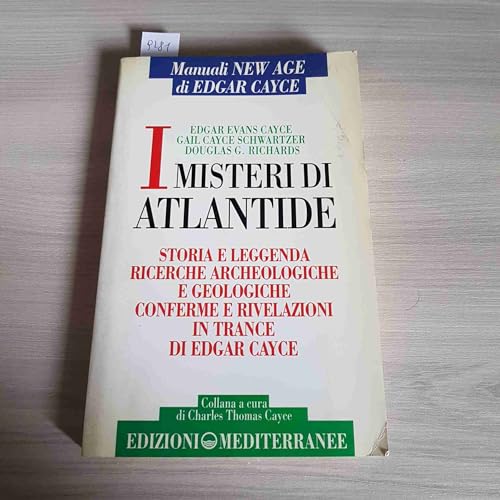 9481
Manuali NEW AGE
di EDGAR CAYCE
EDGAR EVANS CAYCE
GAIL CAYCE SCHWARTZER
DOUGLAS G. RICHARDS
I MISTERI DI
ATLANTIDE
STORIA E LEGGENDA
RICERCHE ARCHEOLOGICHE
E GEOLOGICHE
CONFERME E RIVELAZIONI
IN TRANCE
DI EDGAR CAYCE
Collana a cura
di Charles Thomas Cayce
EDIZIONI MEDITERRANEE